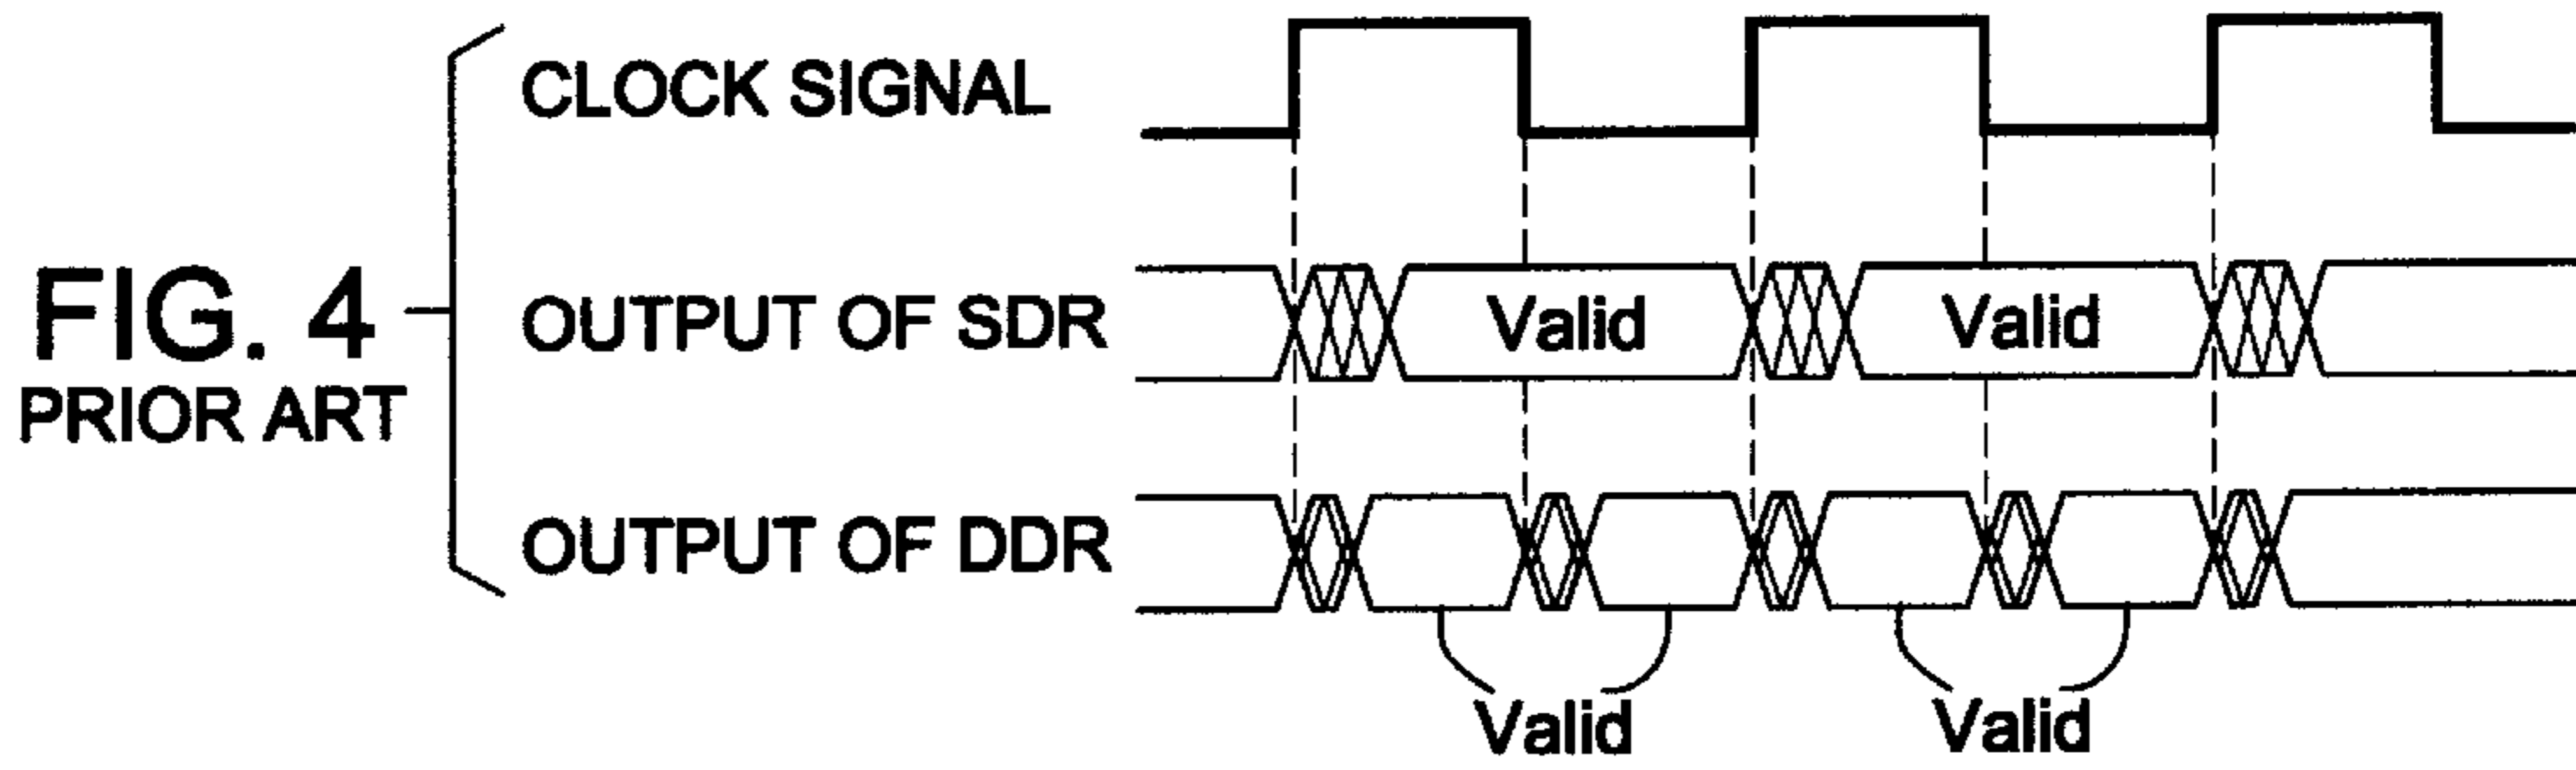 FIG. 4
PRIOR ART
CLOCK SIGNAL
OUTPUT OF SDR
Valid
Valid
OUTPUT OF DDR
Valid
Valid